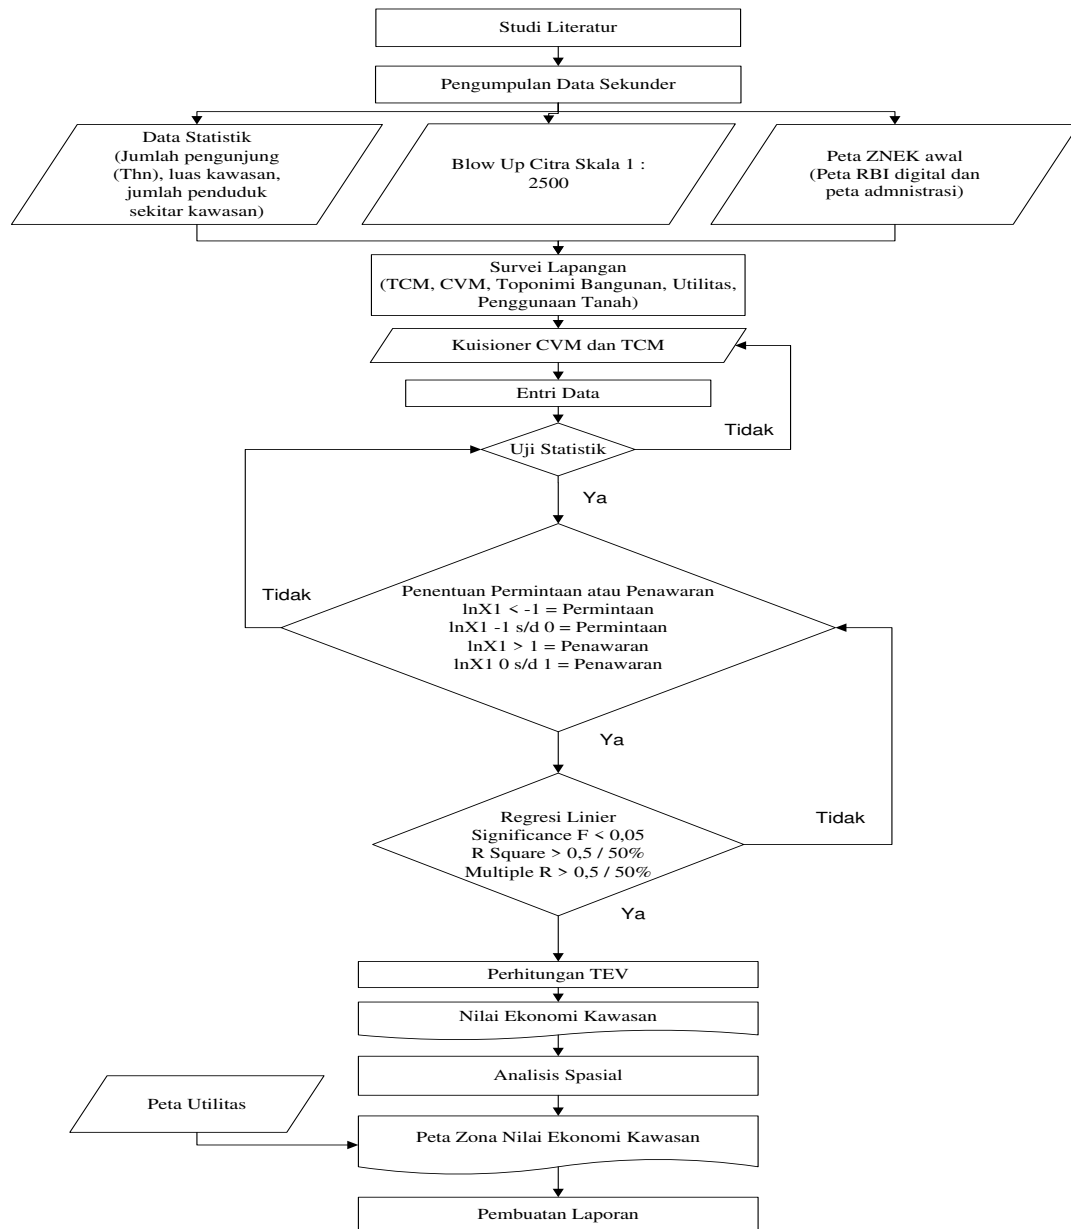 Studi Literatur
Pengumpulan Data Sekunder
Data Statistik
(Jumlah pengunjung
(Thn), luas kawasan,
jumlah penduduk
sekitar kawasan)
Blow Up Citra Skala 1 :
2500
Peta ZNEK awal
(Peta RBI digital dan
peta admnistrasi)
Survei Lapangan
(TCM, CVM, Toponimi Bangunan, Utilitas,
Penggunaan Tanah)
Kuisioner CVM dan TCM
Entri Data
Tidak
Uji Statistik
Ya
Tidak
Penentuan Permintaan atau Penawaran
lnX1 < -1 = Permintaan
lnX1 -1 s/d 0 = Permintaan
lnX1 > 1 = Penawaran
lnX1 0 s/d 1 = Penawaran
Ya
Regresi Linier
Significance F < 0,05
R Square > 0,5 / 50%
Multiple R > 0,5 / 50%
Tidak
Ya
Perhitungan TEV
Nilai Ekonomi Kawasan
Analisis Spasial
Peta Utilitas
Peta Zona Nilai Ekonomi Kawasan
Pembuatan Laporan